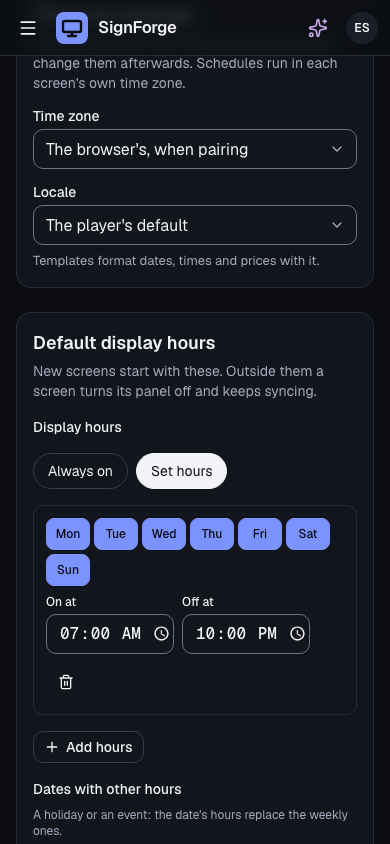 SignForge
ES
change them afterwards. Schedules run in each
screen's own time zone.
Time zone
The browser's, when pairing
Locale
The player's default
Templates format dates, times and prices with it.
Default display hours
New screens start with these. Outside them a
screen turns its panel off and keeps syncing.
Display hours
Always on
Set hours
Mon
Tue
Wed
Thu
Fri
Sat
Sun
On at
Off at
07:00 AM
10:00 PM
Add hours
Dates with other hours
A holiday or an event: the date's hours replace the weekly
ones.